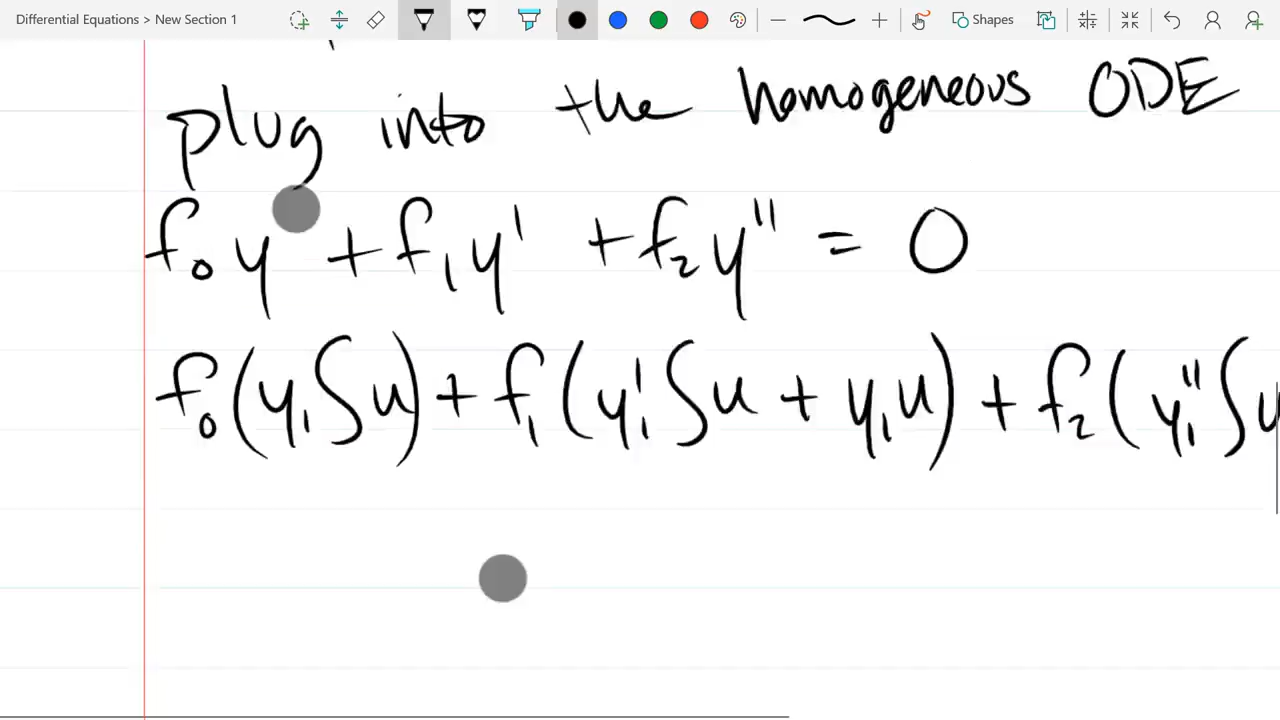 Differential Equations > New Section 1
Shapes
plug into the homogeneous ODE
f₀y + f₁y' + f₂y'' = 0
f₀(y₁∫u) + f₁(y₁'∫u + y₁u) + f₂(y₁''∫u